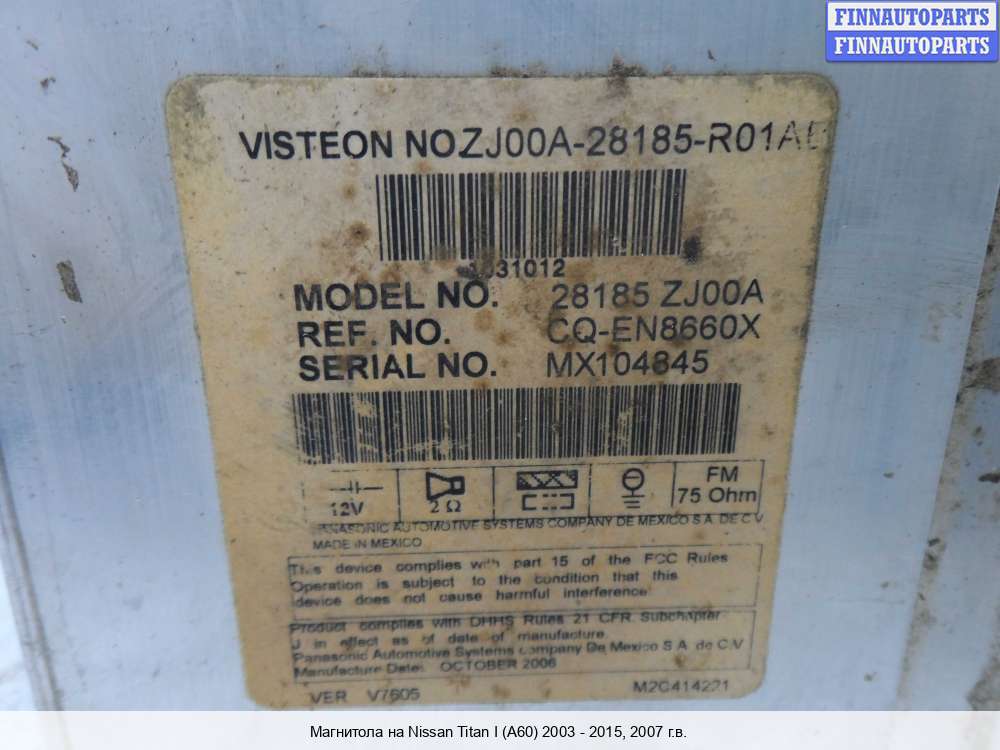 FINNAUTOPARTS
FINNAUTOPARTS
VISTEON NO.ZJ00A-28185-R01A
31012
MODEL NO. 28185 ZJ00A
REF. NO. CQ-EN8660X
SERIAL NO. MX104845
12V
2 Ω
FM
75 Ohm
PANASONIC AUTOMOTIVE SYSTEMS COMPANY DE MEXICO S.A. DE C.V
MADE IN MEXICO
This device complies with part 15 of the FCC Rules
Operation is subject to the condition that this
device does not cause harmful interference
Product complies with DHHS Rules 21 CFR. Subchapter
J in effect as of date of manufacture.
Panasonic Automotive Systems company De Mexico S.A. de C.V
Manufacture Date: OCTOBER 2006
VER V7605
M2C414221
Магнитола на Nissan Titan I (A60) 2003 - 2015, 2007 г.в.